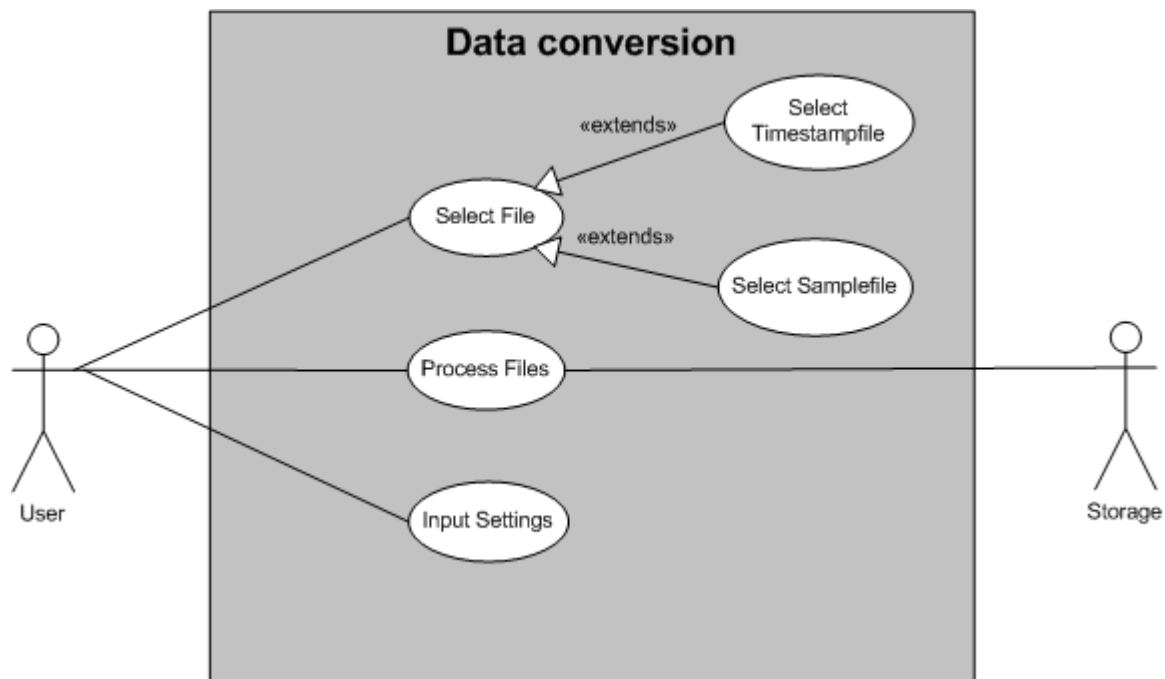 Data conversion
Select
Timestampfile
«extends»
Select File
«extends»
Select Samplefile
Process Files
User
Storage
Input Settings